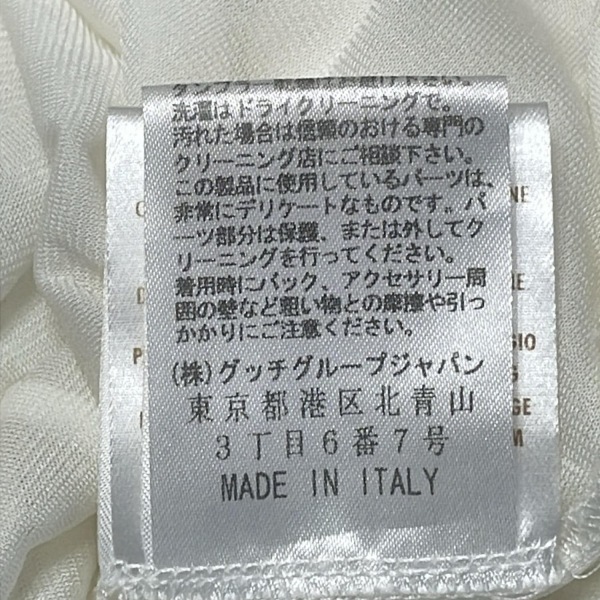 洗濯はドライクリーニングで。
汚れた場合は信頼のおける専門の
クリーニング店にご相談下さい。
この製品に使用しているパーツは、
非常にデリケートなものです。パ
ーツ部分は保護、または外してク
リーニングを行ってください。
着用時にバック、アクセサリー周
囲の壁など粗い物との摩擦や引っ
かかりにご注意ください。
(株)グッチグループジャパン
東京都港区北青山
3丁目6番7号
MADE IN ITALY